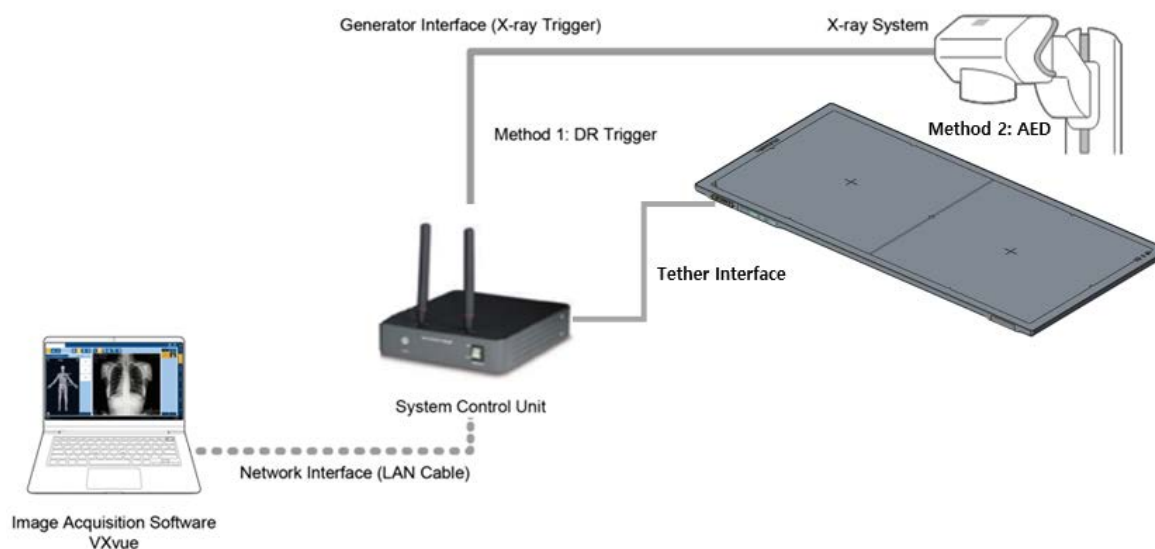 Generator Interface (X-ray Trigger)
X-ray System
Method 1: DR Trigger
Method 2: AED
Tether Interface
System Control Unit
Network Interface (LAN Cable)
Image Acquisition Software
VXvue